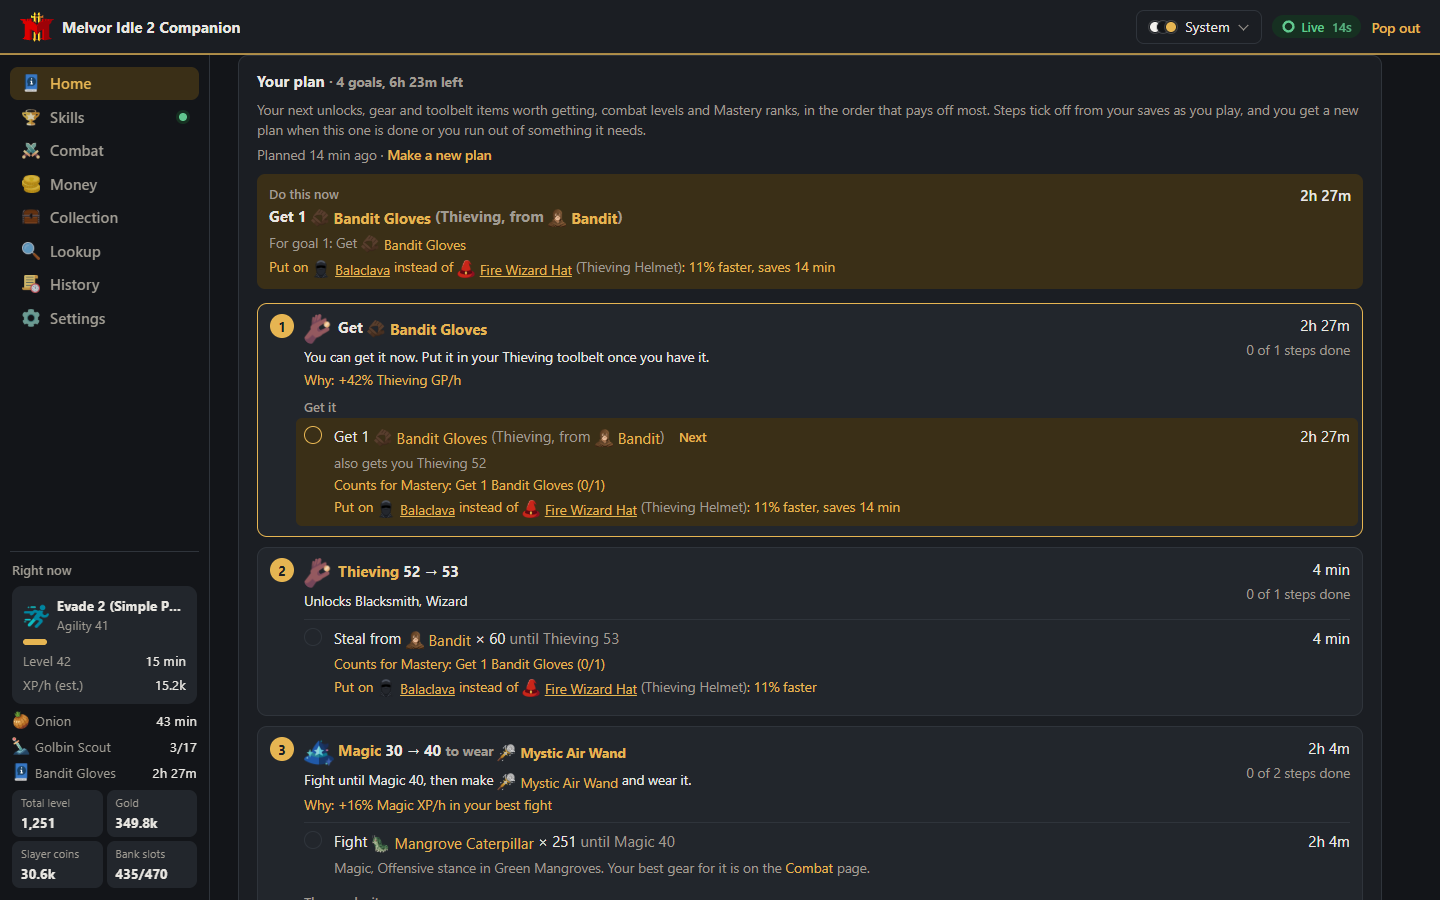 Melvor Idle 2 Companion
System
Live 14s
Pop out
Home
Skills
Combat
Money
Collection
Lookup
History
Settings
Right now
Evade 2 (Simple P...
Agility 41
Level 42 15 min
XP/h (est.) 15.2k
Onion 43 min
Golbin Scout 3/17
Bandit Gloves 2h 27m
Total level Gold
1,251 349.8k
Slayer coins Bank slots
30.6k 435/470
Your plan · 4 goals, 6h 23m left
Your next unlocks, gear and toolbelt items worth getting, combat levels and Mastery ranks, in the order that pays off most. Steps tick off from your saves as you play, and you get a new
plan when this one is done or you run out of something it needs.
Planned 14 min ago · Make a new plan
Do this now 2h 27m
Get 1 Bandit Gloves (Thieving, from Bandit)
For goal 1: Get Bandit Gloves
Put on Balaclava instead of Fire Wizard Hat (Thieving Helmet): 11% faster, saves 14 min
1 Get Bandit Gloves 2h 27m
You can get it now. Put it in your Thieving toolbelt once you have it. 0 of 1 steps done
Why: +42% Thieving GP/h
Get it
Get 1 Bandit Gloves (Thieving, from Bandit) Next 2h 27m
also gets you Thieving 52
Counts for Mastery: Get 1 Bandit Gloves (0/1)
Put on Balaclava instead of Fire Wizard Hat (Thieving Helmet): 11% faster, saves 14 min
2 Thieving 52 → 53 4 min
Unlocks Blacksmith, Wizard 0 of 1 steps done
Steal from Bandit × 60 until Thieving 53 4 min
Counts for Mastery: Get 1 Bandit Gloves (0/1)
Put on Balaclava instead of Fire Wizard Hat (Thieving Helmet): 11% faster
3 Magic 30 → 40 to wear Mystic Air Wand 2h 4m
Fight until Magic 40, then make Mystic Air Wand and wear it. 0 of 2 steps done
Why: +16% Magic XP/h in your best fight
Fight Mangrove Caterpillar × 251 until Magic 40 2h 4m
Magic, Offensive stance in Green Mangroves. Your best gear for it is on the Combat page.